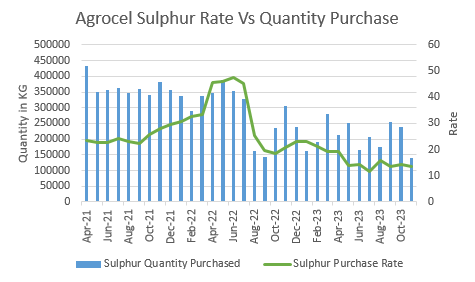 Agrocel Sulphur Rate Vs Quantity Purchase
Quantity in KG
500000
450000
400000
350000
300000
250000
200000
150000
100000
50000
0
60
50
40
30
20
10
0
Rate
Apr-21
Jun-21
Aug-21
Oct-21
Dec-21
Feb-22
Apr-22
Jun-22
Aug-22
Oct-22
Dec-22
Feb-23
Apr-23
Jun-23
Aug-23
Oct-23
Sulphur Quantity Purchased
Sulphur Purchase Rate